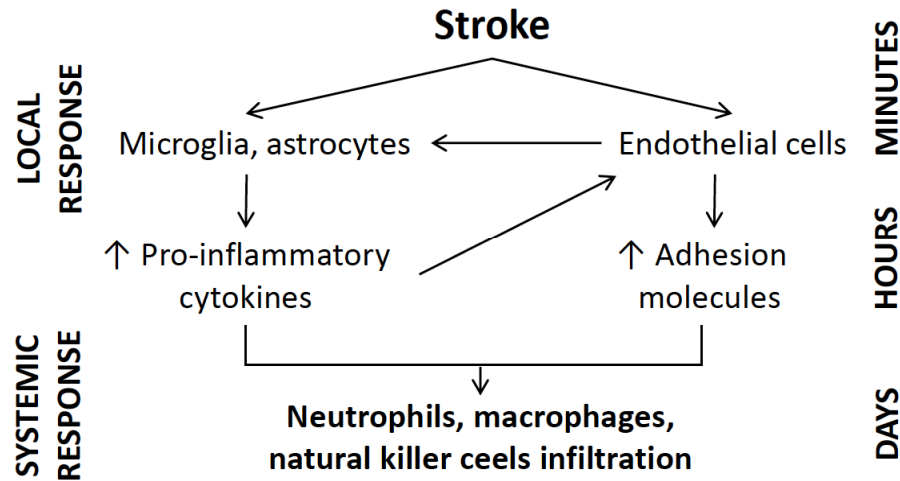 Stroke
MINUTES
LOCAL
RESPONSE
Microglia, astrocytes
Endothelial cells
↑ Pro-inflammatory
cytokines
↑ Adhesion
molecules
HOURS
SYSTEMIC
RESPONSE
Neutrophils, macrophages,
natural killer ceels infiltration
DAYS